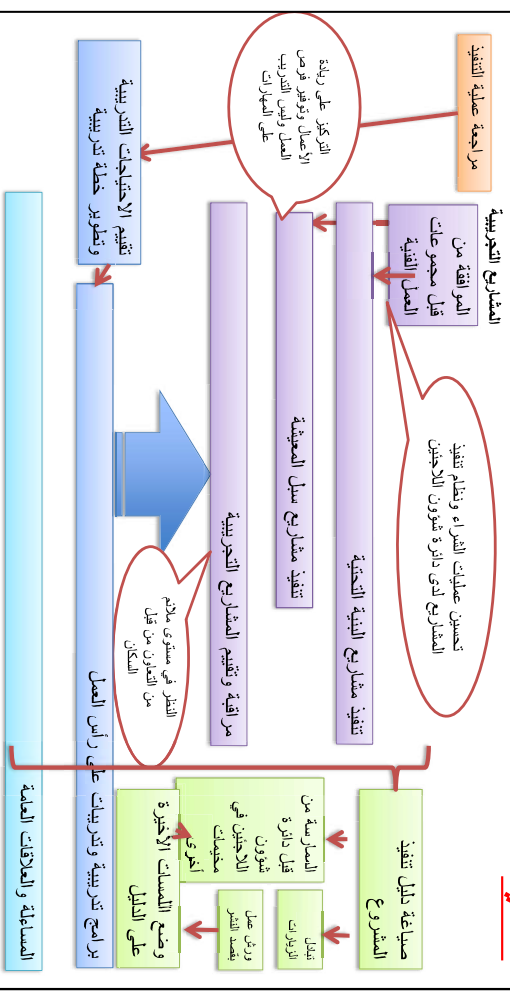 مراجعة عملية التنفيذ
المشاريع التجريبية
الموافقة من
قبل مجموعات
العمل الفنية
تحسين عمليات الشراء ونظام تنفيذ
المشاريع لدى دائرة شؤون اللاجئين
تنفيذ مشاريع البنية التحتية
التركيز على ريادة
الأعمال وتوفير فرص
العمل وليس التدريب
على المهارات
تنفيذ مشاريع سبل المعيشة
مراقبة وتقييم المشاريع التجريبية
النظر في مستوى ملائم
من التعاون من قبل
السكان
تقييم الاحتياجات التدريبية
وتطوير خطة تدريبية
برامج تدريبية وتدريبات على رأس العمل
المساءلة والعلاقات العامة
صياغة دليل تنفيذ
المشروع
الممارسة من
قبل دائرة
شؤون
اللاجئين في
مخيمات
أخرى
تبادل
الزيارات
ورش عمل
بقصد النشر
وضع اللمسات الأخيرة
على الدليل